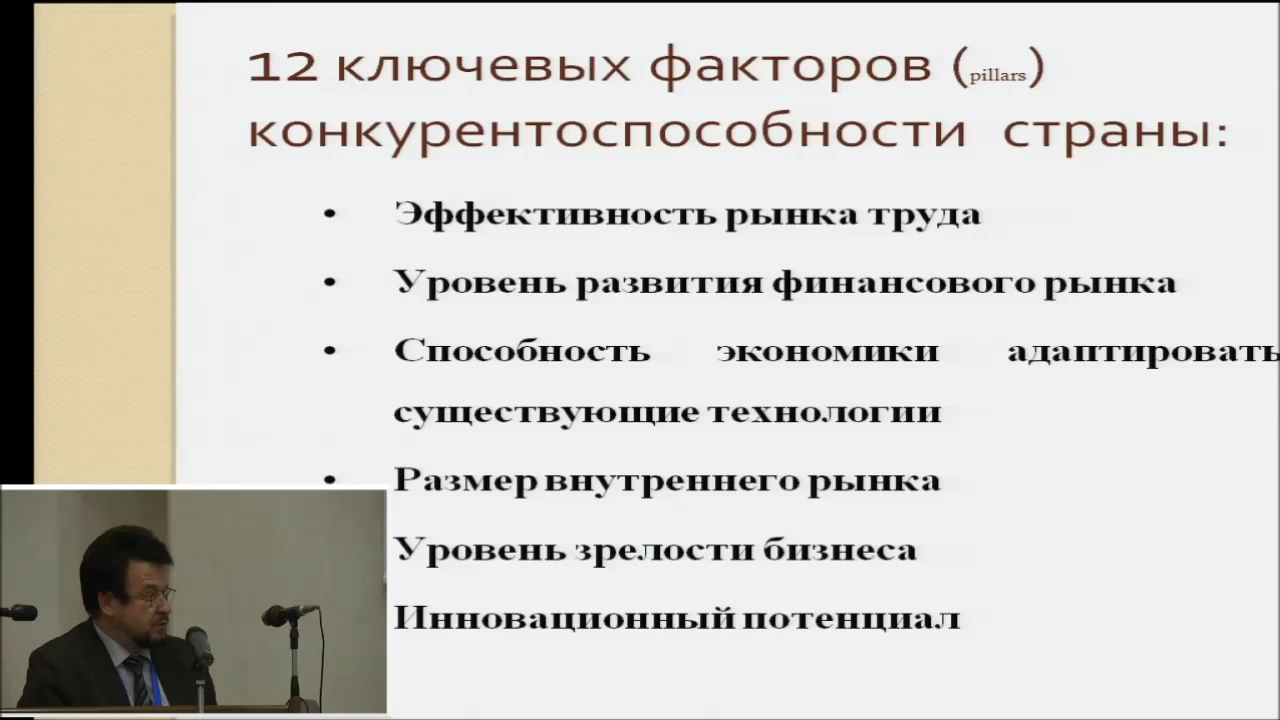 12 ключевых факторов (pillars)
конкурентоспособности страны:
• Эффективность рынка труда
• Уровень развития финансового рынка
• Способность экономики адаптировать
существующие технологии
• Размер внутреннего рынка
Уровень зрелости бизнеса
Инновационный потенциал